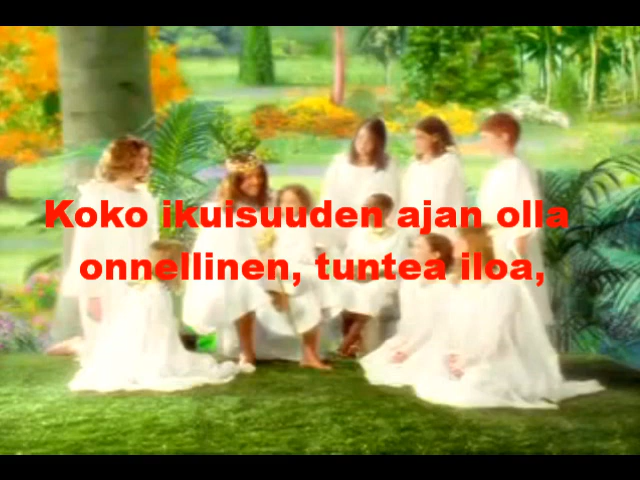 Koko ikuisuuden ajan olla
onnellinen, tuntea iloa,